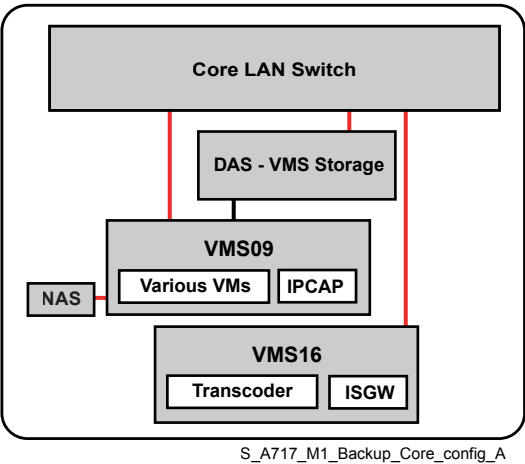 Core LAN Switch
DAS - VMS Storage
VMS09
Various VMs
IPCAP
NAS
VMS16
Transcoder
ISGW
S_A717_M1_Backup_Core_config_A